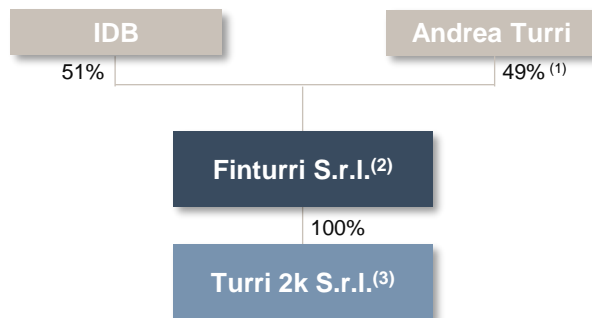 IDB
Andrea Turri
51%
49% (1)
Finturri S.r.l.(2)
100%
Turri 2k S.r.l.(3)